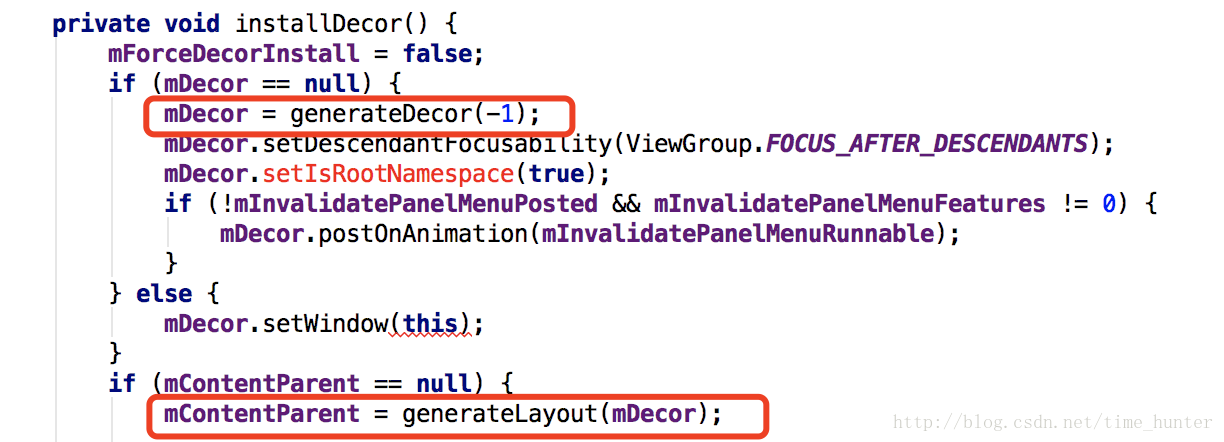 private void installDecor() {
mForceDecorInstall = false;
if (mDecor == null) {
mDecor = generateDecor(-1);
mDecor.setDescendantFocusability(ViewGroup.FOCUS_AFTER_DESCENDANTS);
mDecor.setIsRootNamespace(true);
if (!mInvalidatePanelMenuPosted && mInvalidatePanelMenuFeatures != 0) {
mDecor.postOnAnimation(mInvalidatePanelMenuRunnable);
}
} else {
mDecor.setWindow(this);
}
if (mContentParent == null) {
mContentParent = generateLayout(mDecor);
http://blog.csdn.net/time_hunter